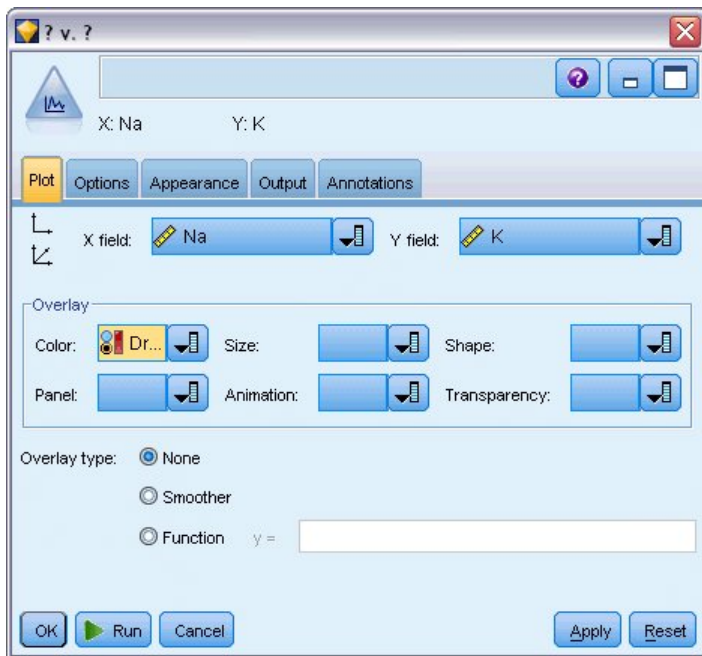 ? v. ?
X: Na Y: K
Plot Options Appearance Output Annotations
X field: Na Y field: K
Overlay
Color: Dr... Size: Shape:
Panel: Animation: Transparency:
Overlay type: None
Smoother
Function y =
OK Run Cancel Apply Reset